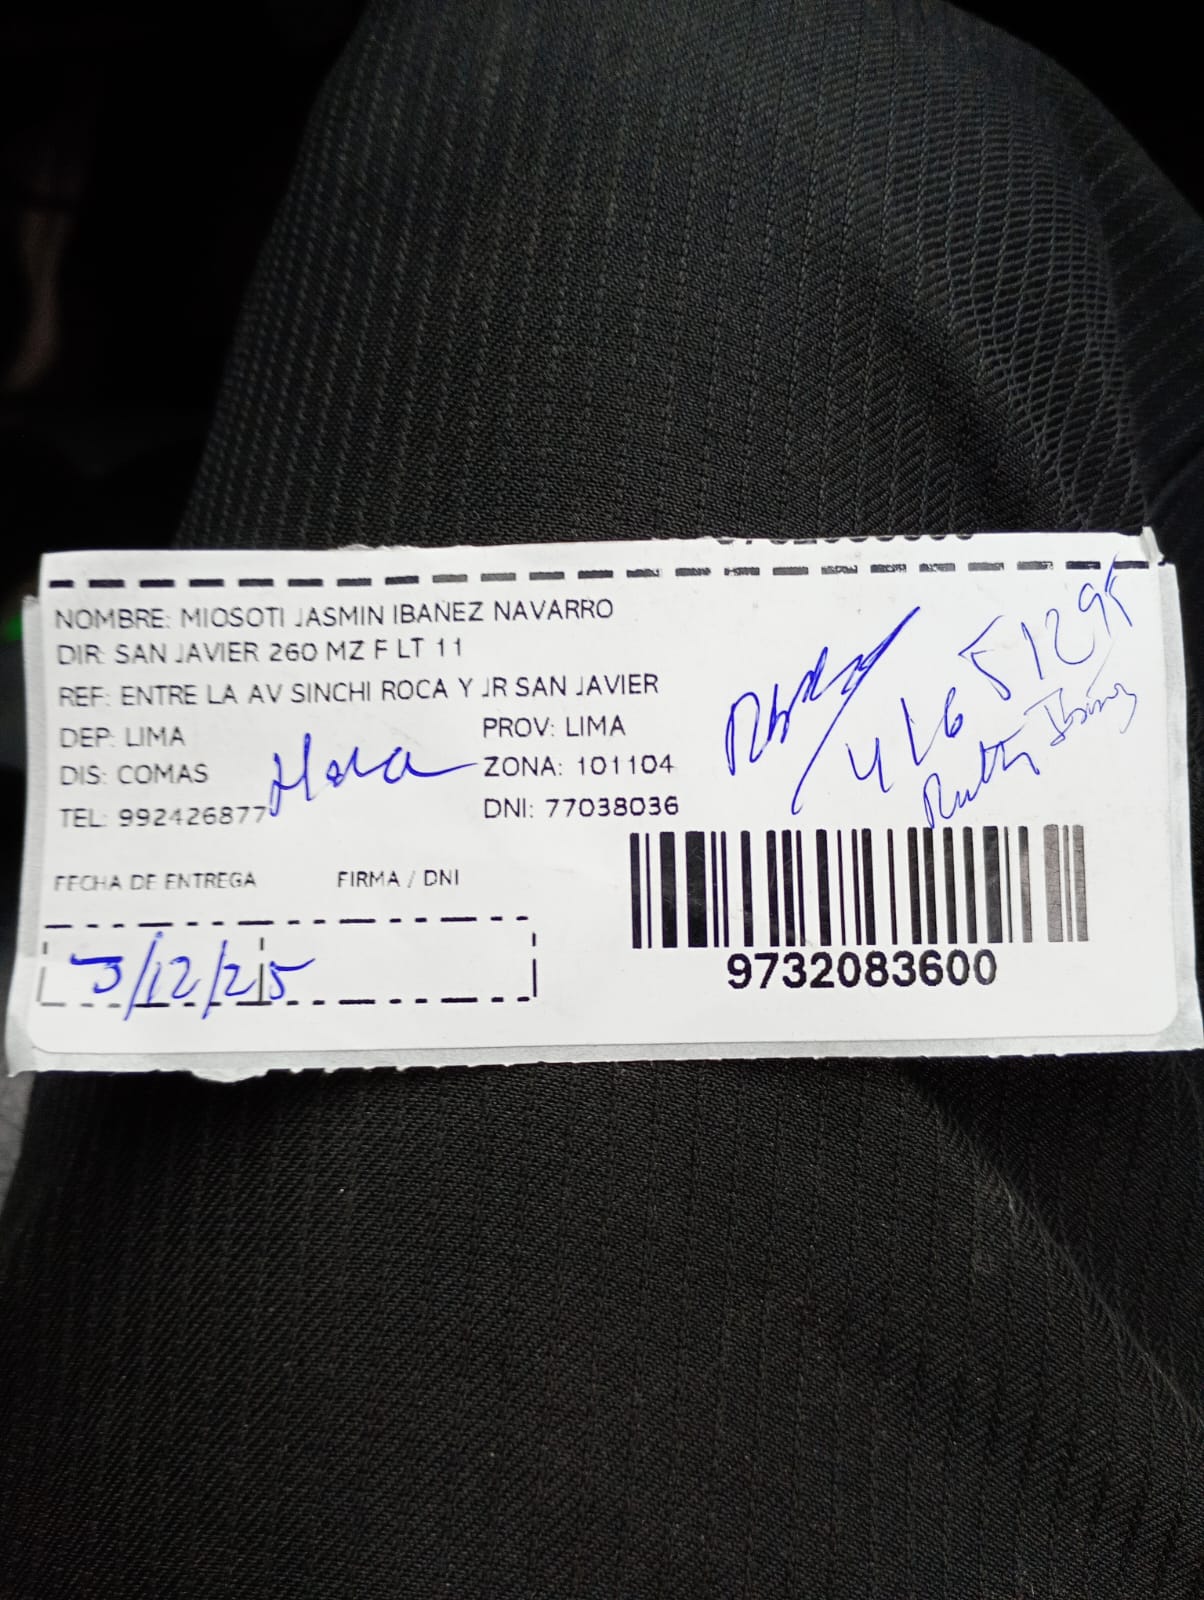 NOMBRE: MIOSOTI JASMIN IBAÑEZ NAVARRO
DIR: SAN JAVIER 260 MZ F LT 11
REF: ENTRE LA AV SINCHI ROCA Y JR SAN JAVIER
DEP: LIMA PROV: LIMA
DIS: COMAS ZONA: 101104
TEL: 992426877 DNI: 77038036
FECHA DE ENTREGA FIRMA / DNI
3/12/25
9732083600
Ibáñez